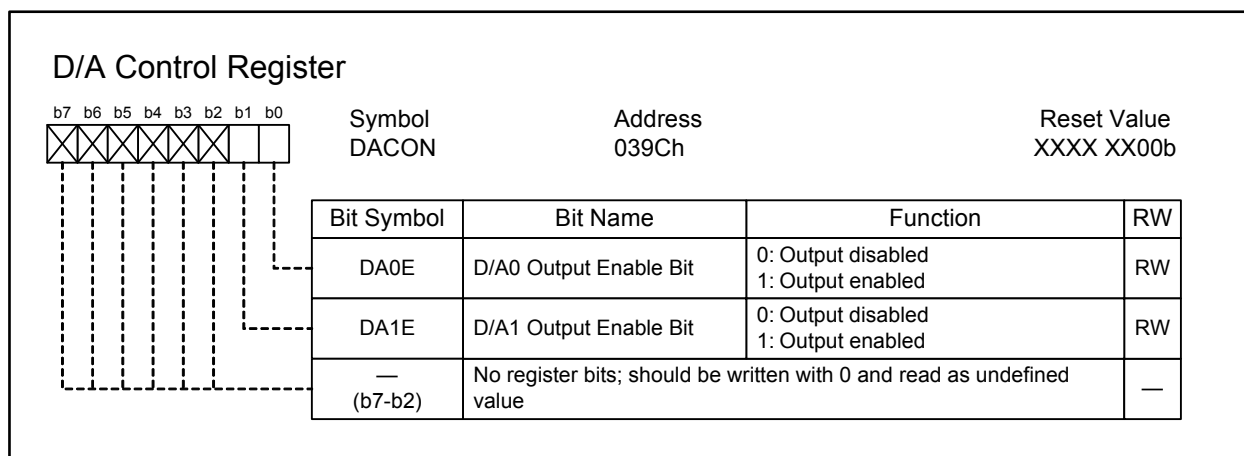 D/A Control Register
b7 b6 b5 b4 b3 b2 b1 b0
Symbol Address Reset Value
DACON 039Ch XXXX XX00b
Bit Symbol Bit Name Function RW
DA0E D/A0 Output Enable Bit 0: Output disabled
1: Output enabled RW
DA1E D/A1 Output Enable Bit 0: Output disabled
1: Output enabled RW
—
(b7-b2) No register bits; should be written with 0 and read as undefined
value —